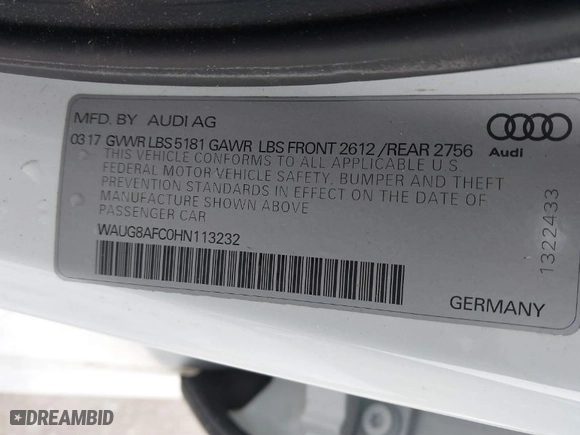 MFD. BY AUDI AG
03 17 GVWR LBS 5181 GAWR LBS FRONT 2612 /REAR 2756
THIS VEHICLE CONFORMS TO ALL APPLICABLE U.S.
FEDERAL MOTOR VEHICLE SAFETY, BUMPER AND THEFT
PREVENTION STANDARDS IN EFFECT ON THE DATE OF
MANUFACTURE SHOWN ABOVE
PASSENGER CAR
WAUG8AFC0HN113232
Audi
1322433
GERMANY
DREAMBID